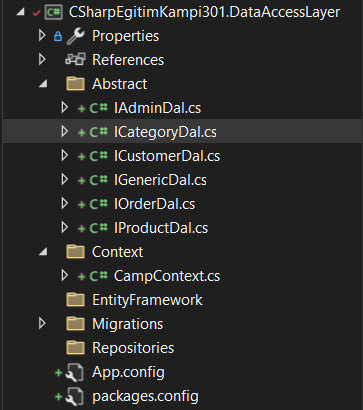 CSharpEgitimKampi301.DataAccessLayer
Properties
References
Abstract
C# IAdminDal.cs
C# ICategoryDal.cs
C# ICustomerDal.cs
C# IGenericDal.cs
C# IOrderDal.cs
C# IProductDal.cs
Context
C# CampContext.cs
EntityFramework
Migrations
Repositories
App.config
packages.config